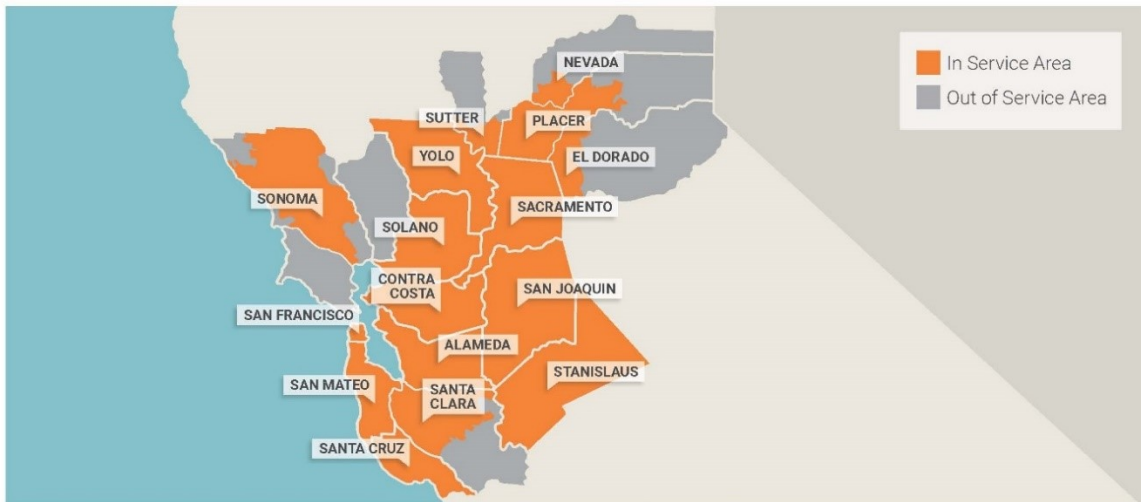 NEVADA
In Service Area
Out of Service Area
SUTTER
PLACER
YOLO
EL DORADO
SONOMA
SACRAMENTO
SOLANO
CONTRA
COSTA
SAN JOAQUIN
SAN FRANCISCO
ALAMEDA
STANISLAUS
SAN MATEO
SANTA
CLARA
SANTA CRUZ